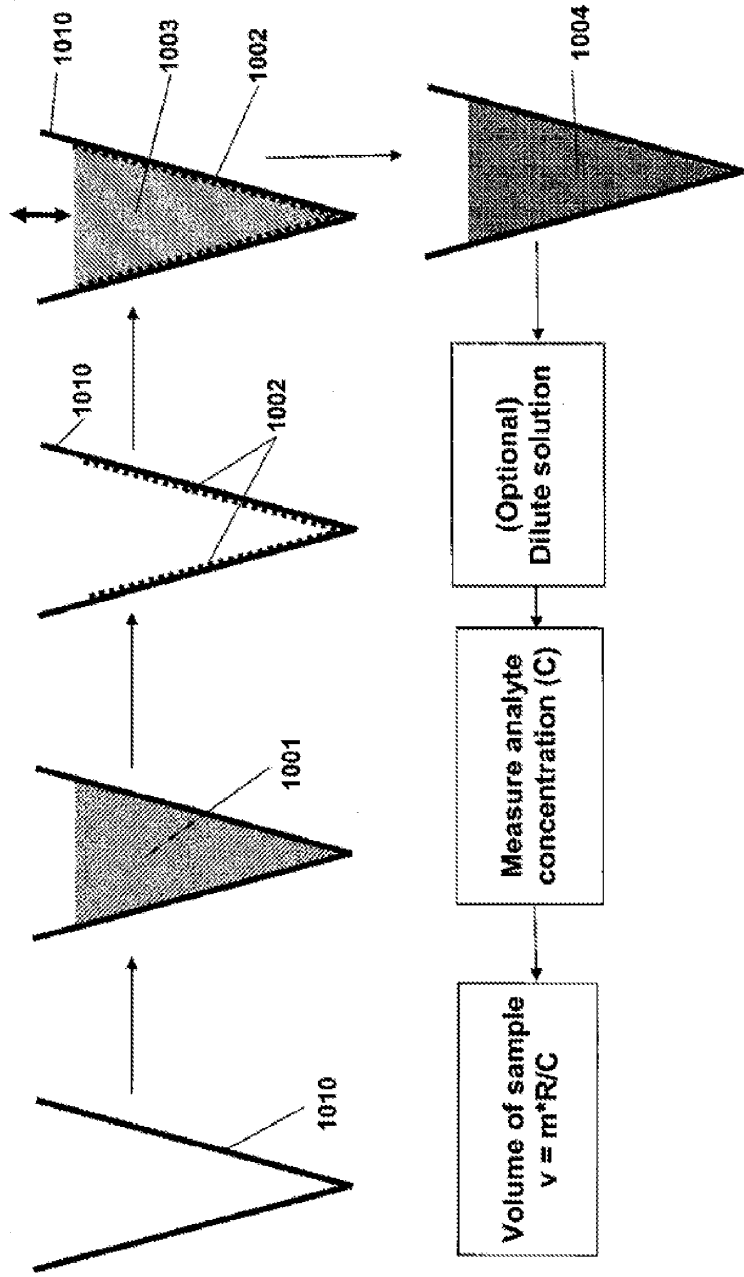 1010
1001
1010
1002
1010
1003
1002
1004
(Optional)
Dilute solution
Measure analyte
concentration (C)
Volume of sample
v = m*R/C